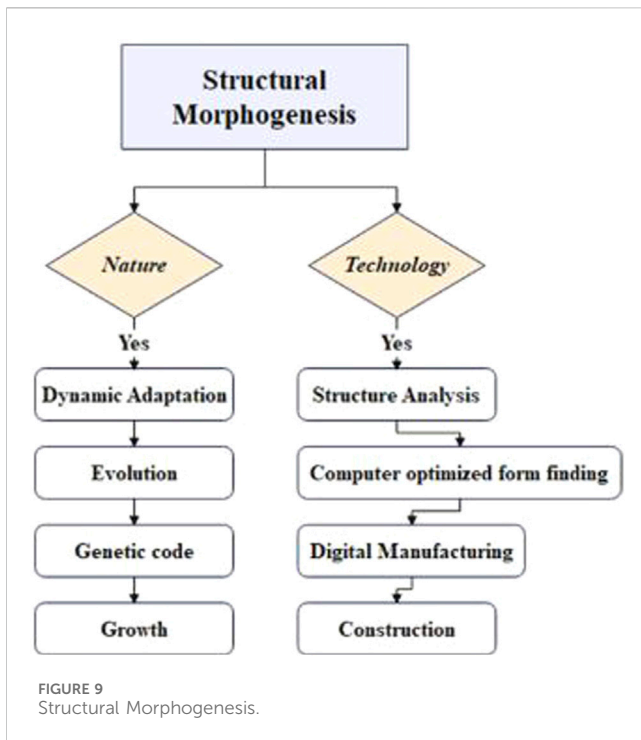 Structural
Morphogenesis
Nature
Technology
Yes
Yes
Dynamic Adaptation
Structure Analysis
Evolution
Computer optimized form finding
Genetic code
Digital Manufacturing
Growth
Construction
FIGURE 9
Structural Morphogenesis.